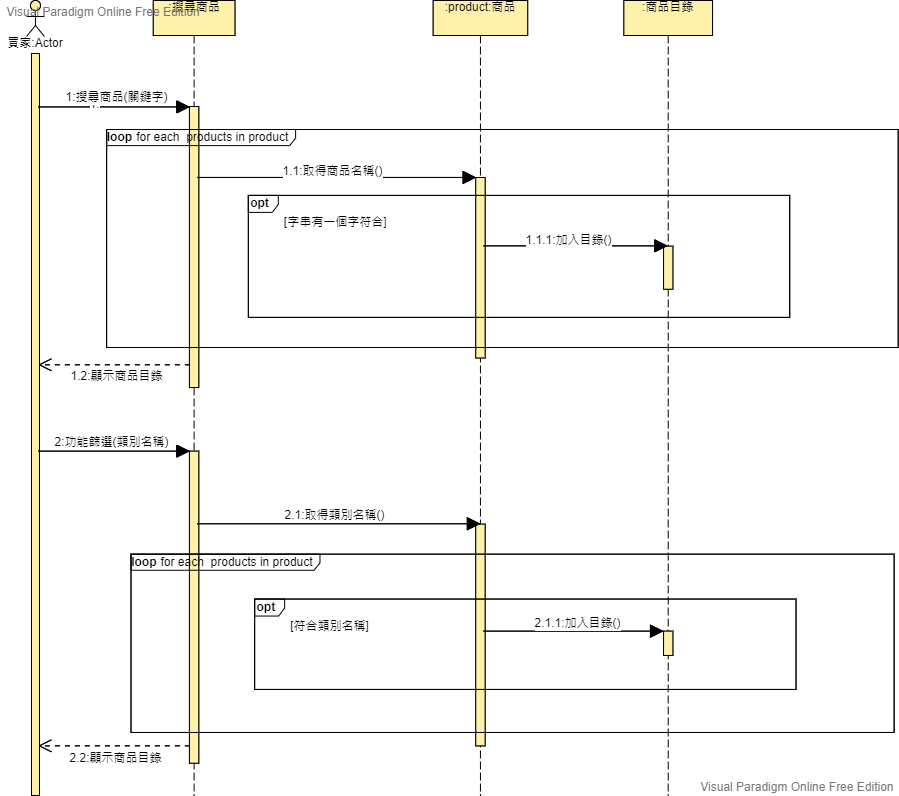 Visual Paradigm Online Free Edition
:搜尋商品
:product:商品
:商品目錄
買家:Actor
1:搜尋商品(關鍵字)
loop for each products in product
1.1:取得商品名稱()
opt
[字串有一個字符合]
1.1.1:加入目錄()
1.2:顯示商品目錄
2:功能篩選(類別名稱)
2.1:取得類別名稱()
loop for each products in product
opt
[符合類別名稱]
2.1.1:加入目錄()
2.2:顯示商品目錄
Visual Paradigm Online Free Edition